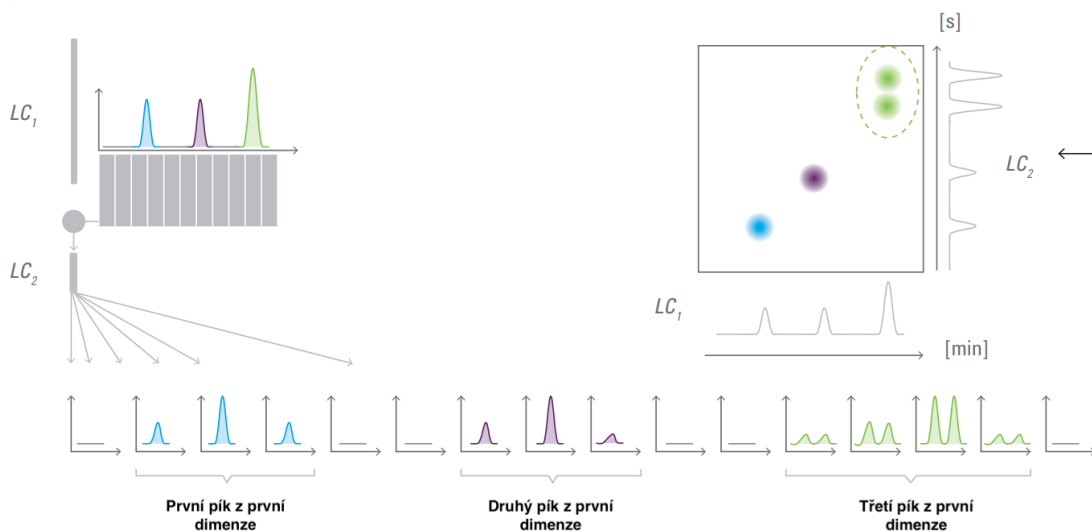 LC1
LC2
[s]
LC2
LC1
[min]
První pík z první
dimenze
Druhý pík z první
dimenze
Třetí pík z první
dimenze